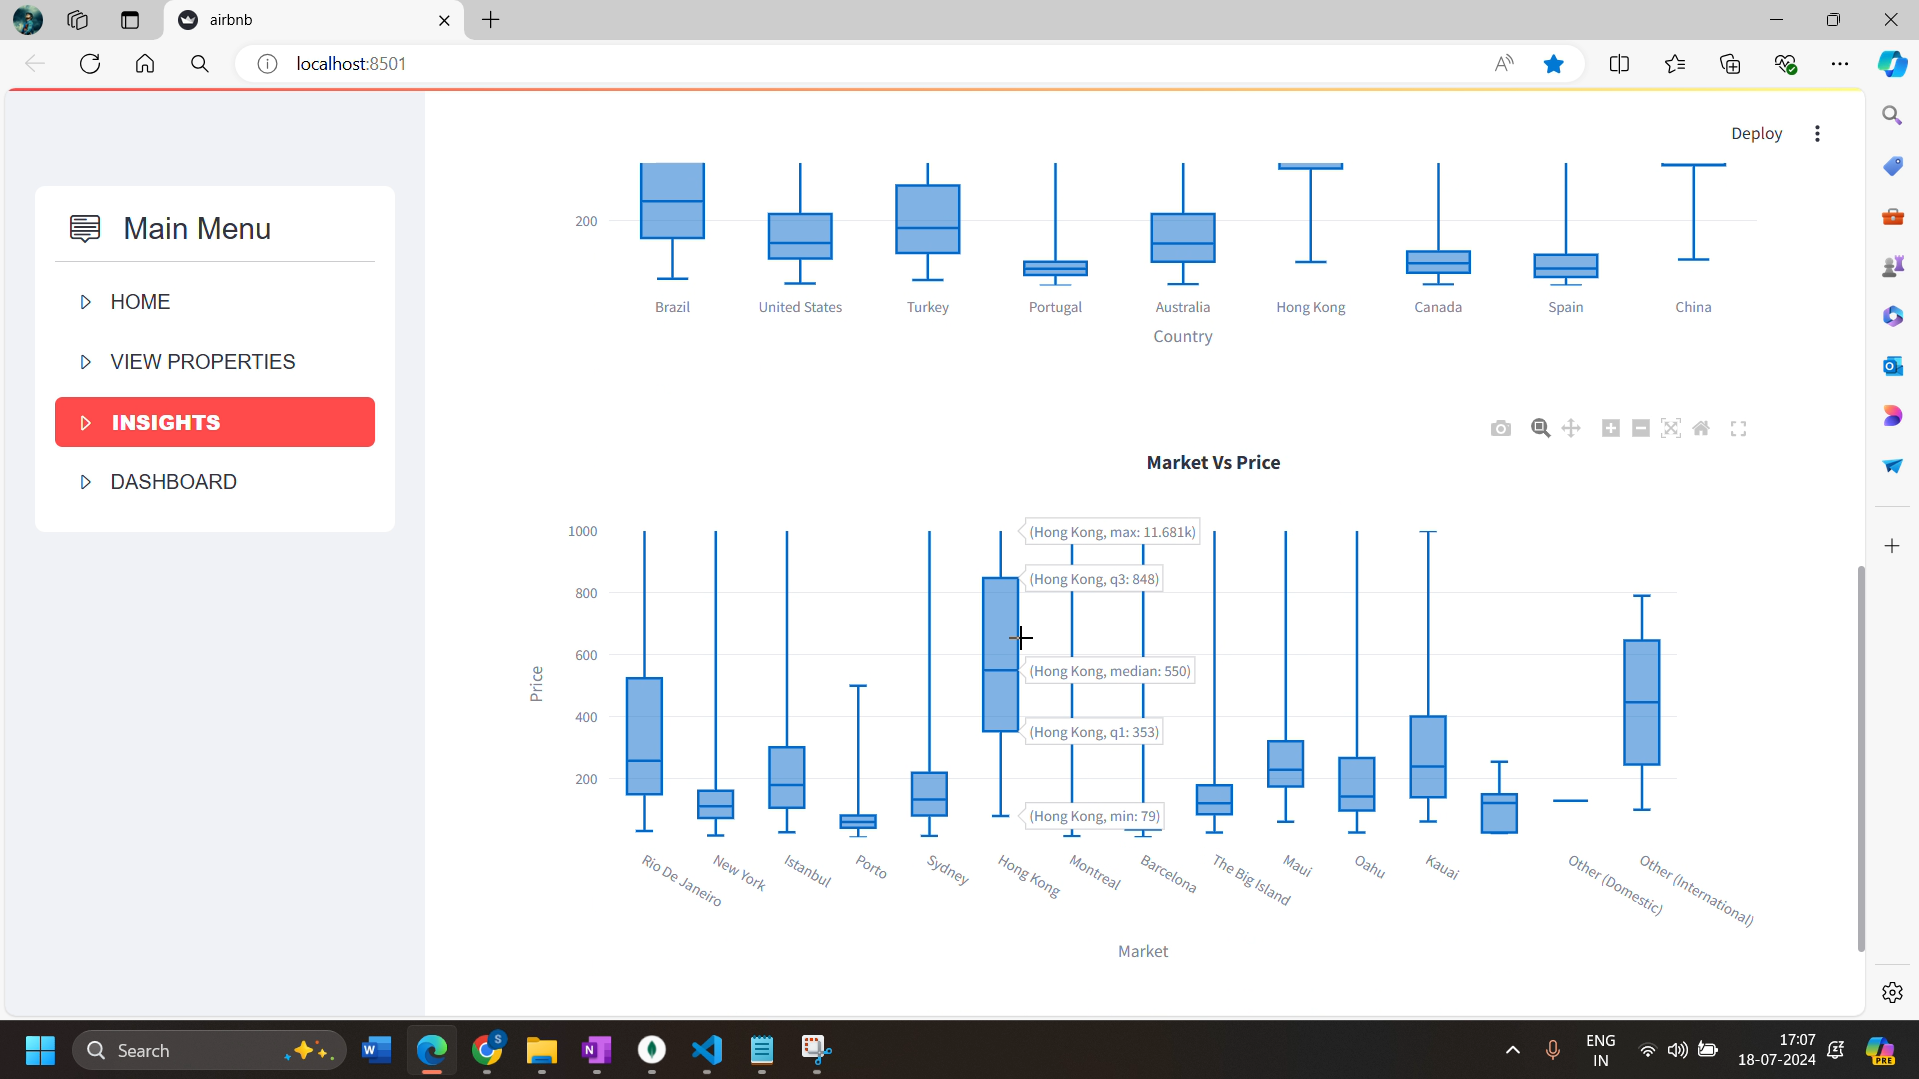 airbnb
localhost:8501
Deploy
Main Menu
HOME
VIEW PROPERTIES
INSIGHTS
DASHBOARD
200
Brazil United States Turkey Portugal Australia Hong Kong Canada Spain China
Country
Market Vs Price
1000
800
600
400
200
Price
(Hong Kong, max: 11.681k)
(Hong Kong, q3: 848)
(Hong Kong, median: 550)
(Hong Kong, q1: 353)
(Hong Kong, min: 79)
Rio De Janeiro New York Istanbul Porto Sydney Hong Kong Montreal Barcelona The Big Island Maui Oahu Kauai Other (Domestic) Other (International)
Market
Search
S
ENG
IN
17:07
18-07-2024
PRE